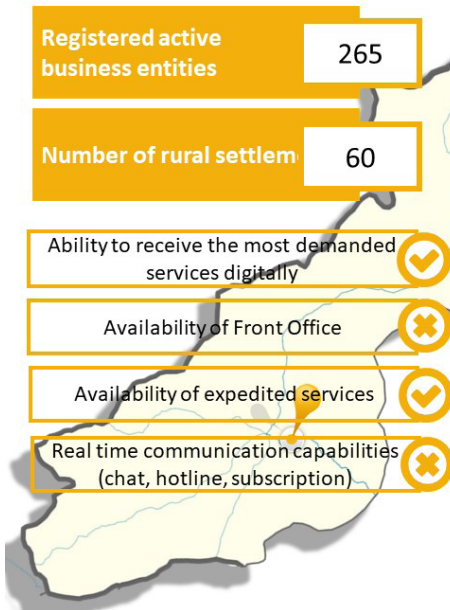 Registered active
business entities
265
Number of rural settlem
60
Ability to receive the most demanded
services digitally
Availability of Front Office
Availability of expedited services
Real time communication capabilities
(chat, hotline, subscription)